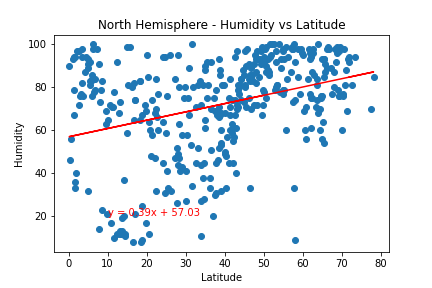 North Hemisphere - Humidity vs Latitude
100
80
60
40
20
Humidity
y = 0.39x + 57.03
0 10 20 30 40 50 60 70 80
Latitude